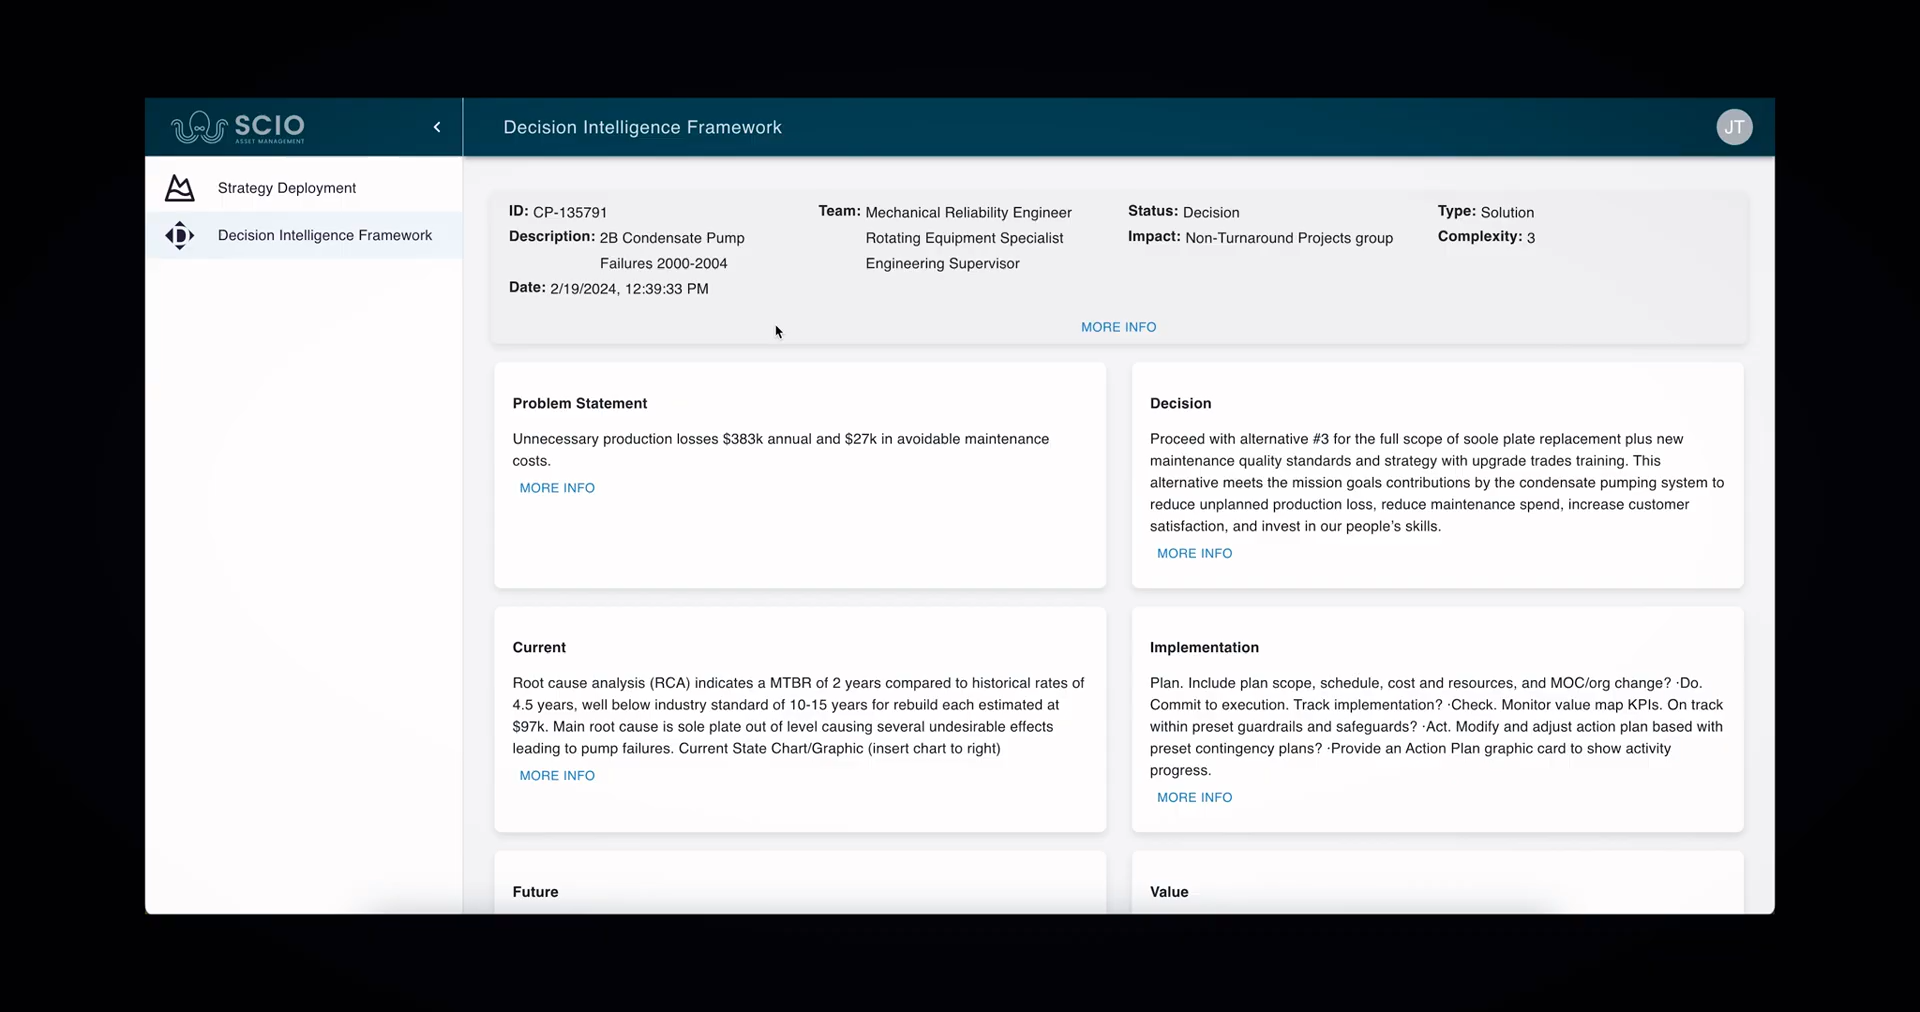 SCIO
ASSET MANAGEMENT
Decision Intelligence Framework
JT
Strategy Deployment
Decision Intelligence Framework
ID: CP-135791
Description: 2B Condensate Pump
Failures 2000-2004
Date: 2/19/2024, 12:39:33 PM
Team: Mechanical Reliability Engineer
Rotating Equipment Specialist
Engineering Supervisor
Status: Decision
Impact: Non-Turnaround Projects group
Type: Solution
Complexity: 3
MORE INFO
Problem Statement
Unnecessary production losses $383k annual and $27k in avoidable maintenance
costs.
MORE INFO
Decision
Proceed with alternative #3 for the full scope of soole plate replacement plus new
maintenance quality standards and strategy with upgrade trades training. This
alternative meets the mission goals contributions by the condensate pumping system to
reduce unplanned production loss, reduce maintenance spend, increase customer
satisfaction, and invest in our people’s skills.
MORE INFO
Current
Root cause analysis (RCA) indicates a MTBR of 2 years compared to historical rates of
4.5 years, well below industry standard of 10-15 years for rebuild each estimated at
$97k. Main root cause is sole plate out of level causing several undesirable effects
leading to pump failures. Current State Chart/Graphic (insert chart to right)
MORE INFO
Implementation
Plan. Include plan scope, schedule, cost and resources, and MOC/org change? ·Do.
Commit to execution. Track implementation? ·Check. Monitor value map KPIs. On track
within preset guardrails and safeguards? ·Act. Modify and adjust action plan based with
preset contingency plans? ·Provide an Action Plan graphic card to show activity
progress.
MORE INFO
Future
Value